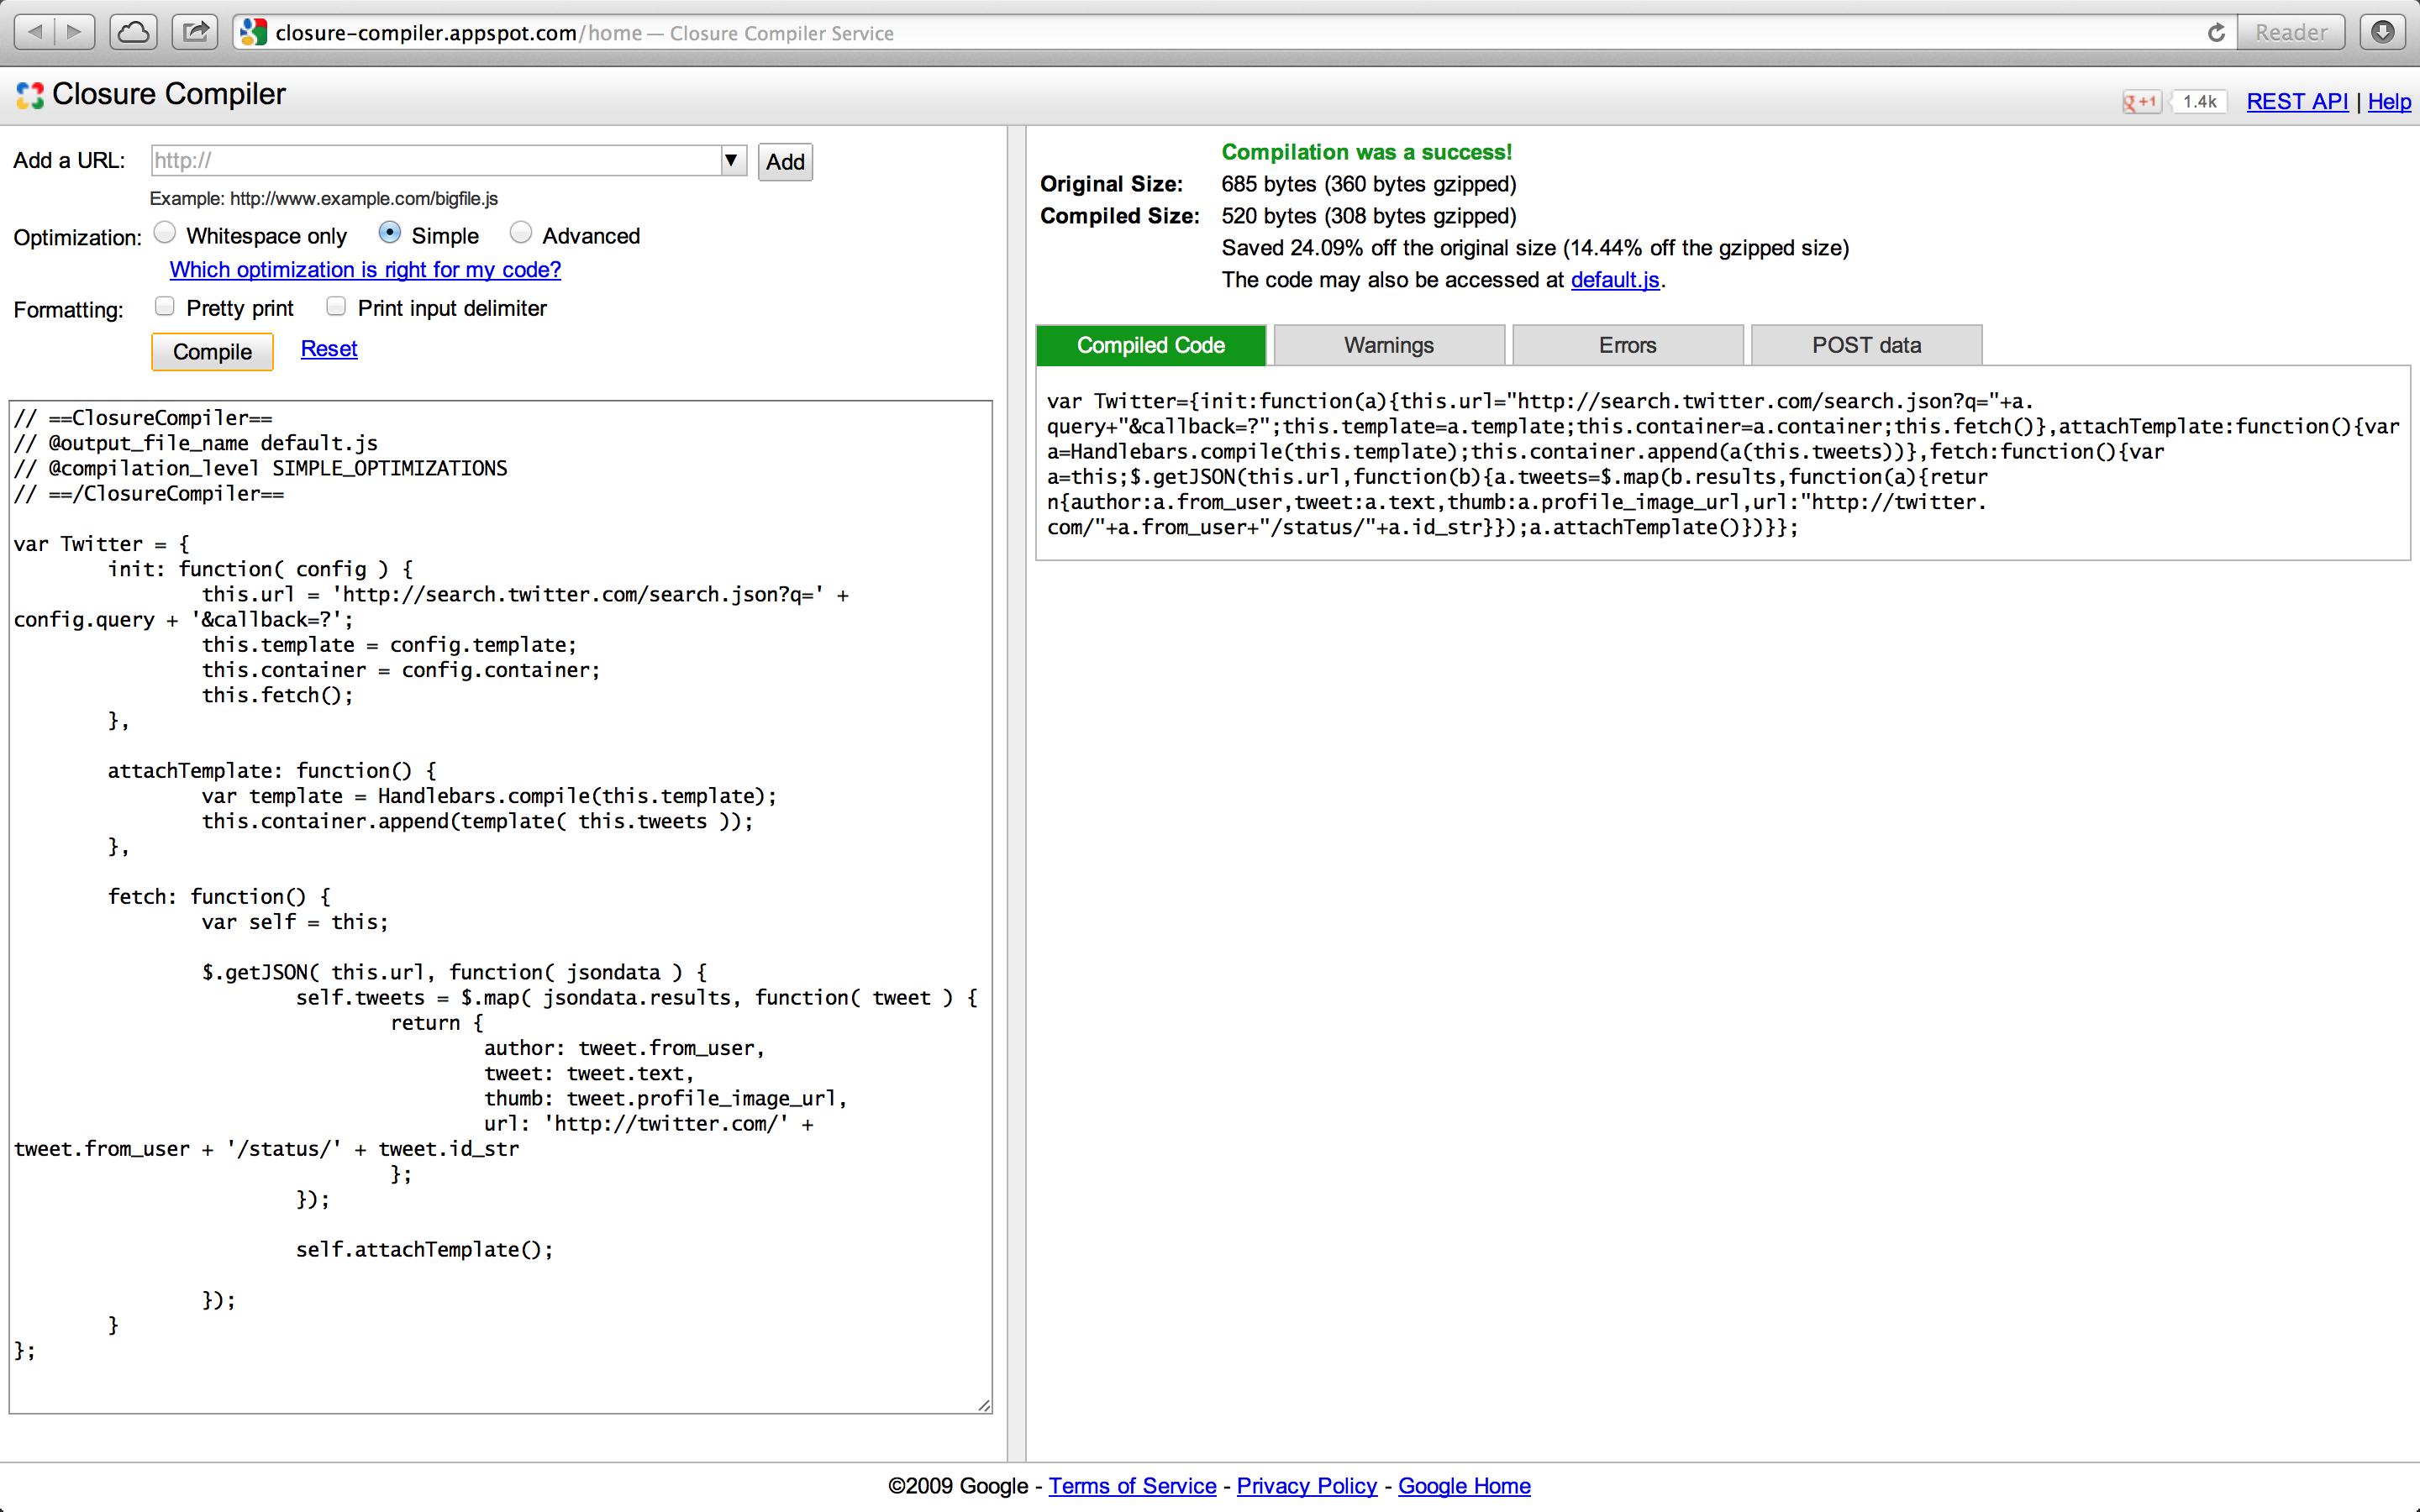 closure-compiler.appspot.com/home — Closure Compiler Service
Reader
Closure Compiler
+1
1.4k
REST API | Help
Add a URL:
http://
Add
Example: http://www.example.com/bigfile.js
Optimization:
Whitespace only
Simple
Advanced
Which optimization is right for my code?
Formatting:
Pretty print
Print input delimiter
Compile
Reset
// ==ClosureCompiler==
// @output_file_name default.js
// @compilation_level SIMPLE_OPTIMIZATIONS
// ==/ClosureCompiler==
var Twitter = {
init: function( config ) {
this.url = 'http://search.twitter.com/search.json?q=' +
config.query + '&callback=?';
this.template = config.template;
this.container = config.container;
this.fetch();
},
attachTemplate: function() {
var template = Handlebars.compile(this.template);
this.container.append(template( this.tweets ));
},
fetch: function() {
var self = this;
$.getJSON( this.url, function( jsondata ) {
self.tweets = $.map( jsondata.results, function( tweet ) {
return {
author: tweet.from_user,
tweet: tweet.text,
thumb: tweet.profile_image_url,
url: 'http://twitter.com/' +
tweet.from_user + '/status/' + tweet.id_str
};
});
self.attachTemplate();
});
}
};
Compilation was a success!
Original Size: 685 bytes (360 bytes gzipped)
Compiled Size: 520 bytes (308 bytes gzipped)
Saved 24.09% off the original size (14.44% off the gzipped size)
The code may also be accessed at default.js.
Compiled Code
Warnings
Errors
POST data
var Twitter={init:function(a){this.url="http://search.twitter.com/search.json?q="+a.
query+"&callback=?";this.template=a.template;this.container=a.container;this.fetch()},attachTemplate:function(){var
a=Handlebars.compile(this.template);this.container.append(a(this.tweets))},fetch:function(){var
a=this;$.getJSON(this.url,function(b){a.tweets=$.map(b.results,function(a){retur
n{author:a.from_user,tweet:a.text,thumb:a.profile_image_url,url:"http://twitter.
com/"+a.from_user+"/status/"+a.id_str}});a.attachTemplate()})}};
©2009 Google - Terms of Service - Privacy Policy - Google Home